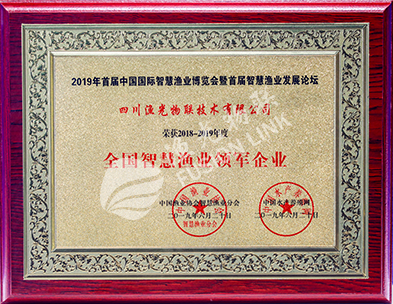 2019年首届中国国际智慧渔业博览会暨首届智慧渔业发展论坛
四川渔光物联技术有限公司
荣获2018-2019年度
全国智慧渔业领军企业
中国渔业协会智慧渔业分会
二〇一九年六月二十日
智慧渔业分会
中国水产养殖网
二〇一九年六月二十日